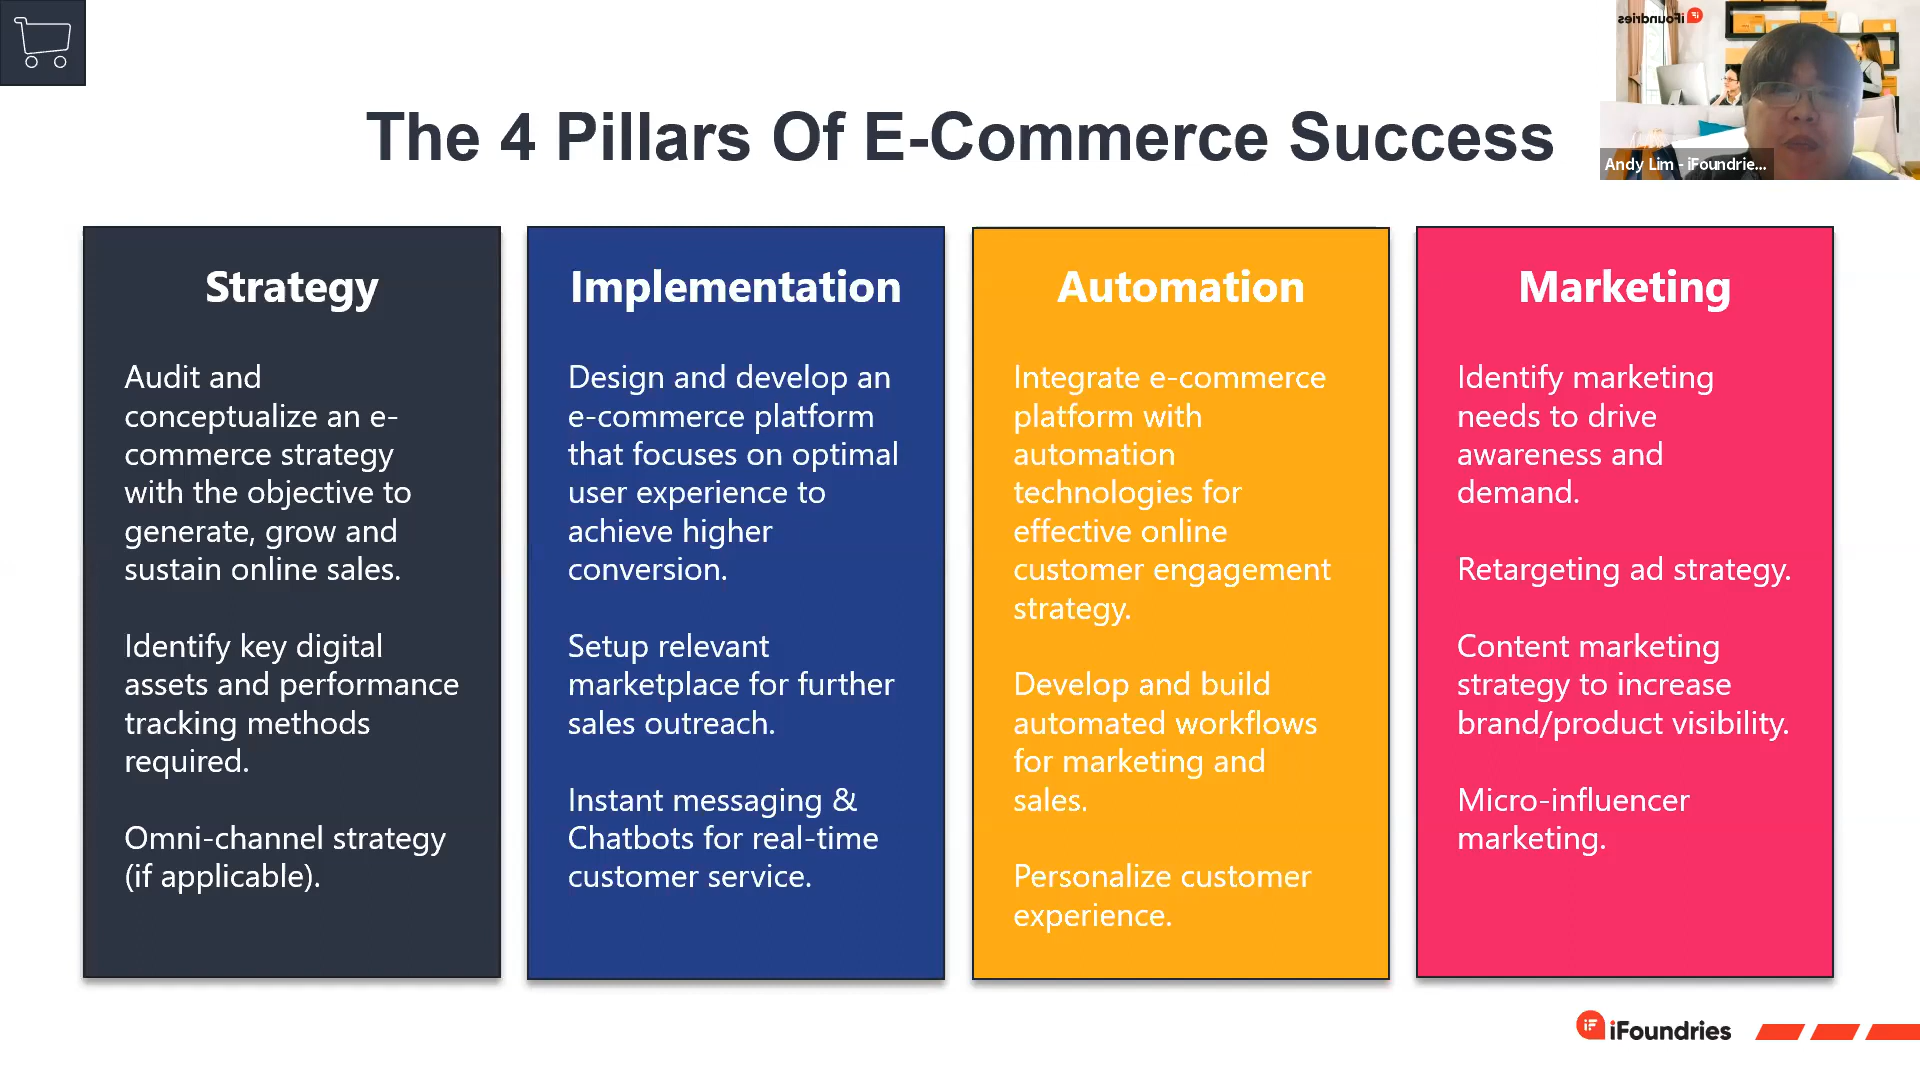 iFoundries
The 4 Pillars Of E-Commerce Success
Andy Lim - iFoundrie...
Strategy
Audit and
conceptualize an e-
commerce strategy
with the objective to
generate, grow and
sustain online sales.
Identify key digital
assets and performance
tracking methods
required.
Omni-channel strategy
(if applicable).
Implementation
Design and develop an
e-commerce platform
that focuses on optimal
user experience to
achieve higher
conversion.
Setup relevant
marketplace for further
sales outreach.
Instant messaging &
Chatbots for real-time
customer service.
Automation
Integrate e-commerce
platform with
automation
technologies for
effective online
customer engagement
strategy.
Develop and build
automated workflows
for marketing and
sales.
Personalize customer
experience.
Marketing
Identify marketing
needs to drive
awareness and
demand.
Retargeting ad strategy.
Content marketing
strategy to increase
brand/product visibility.
Micro-influencer
marketing.
iF iFoundries